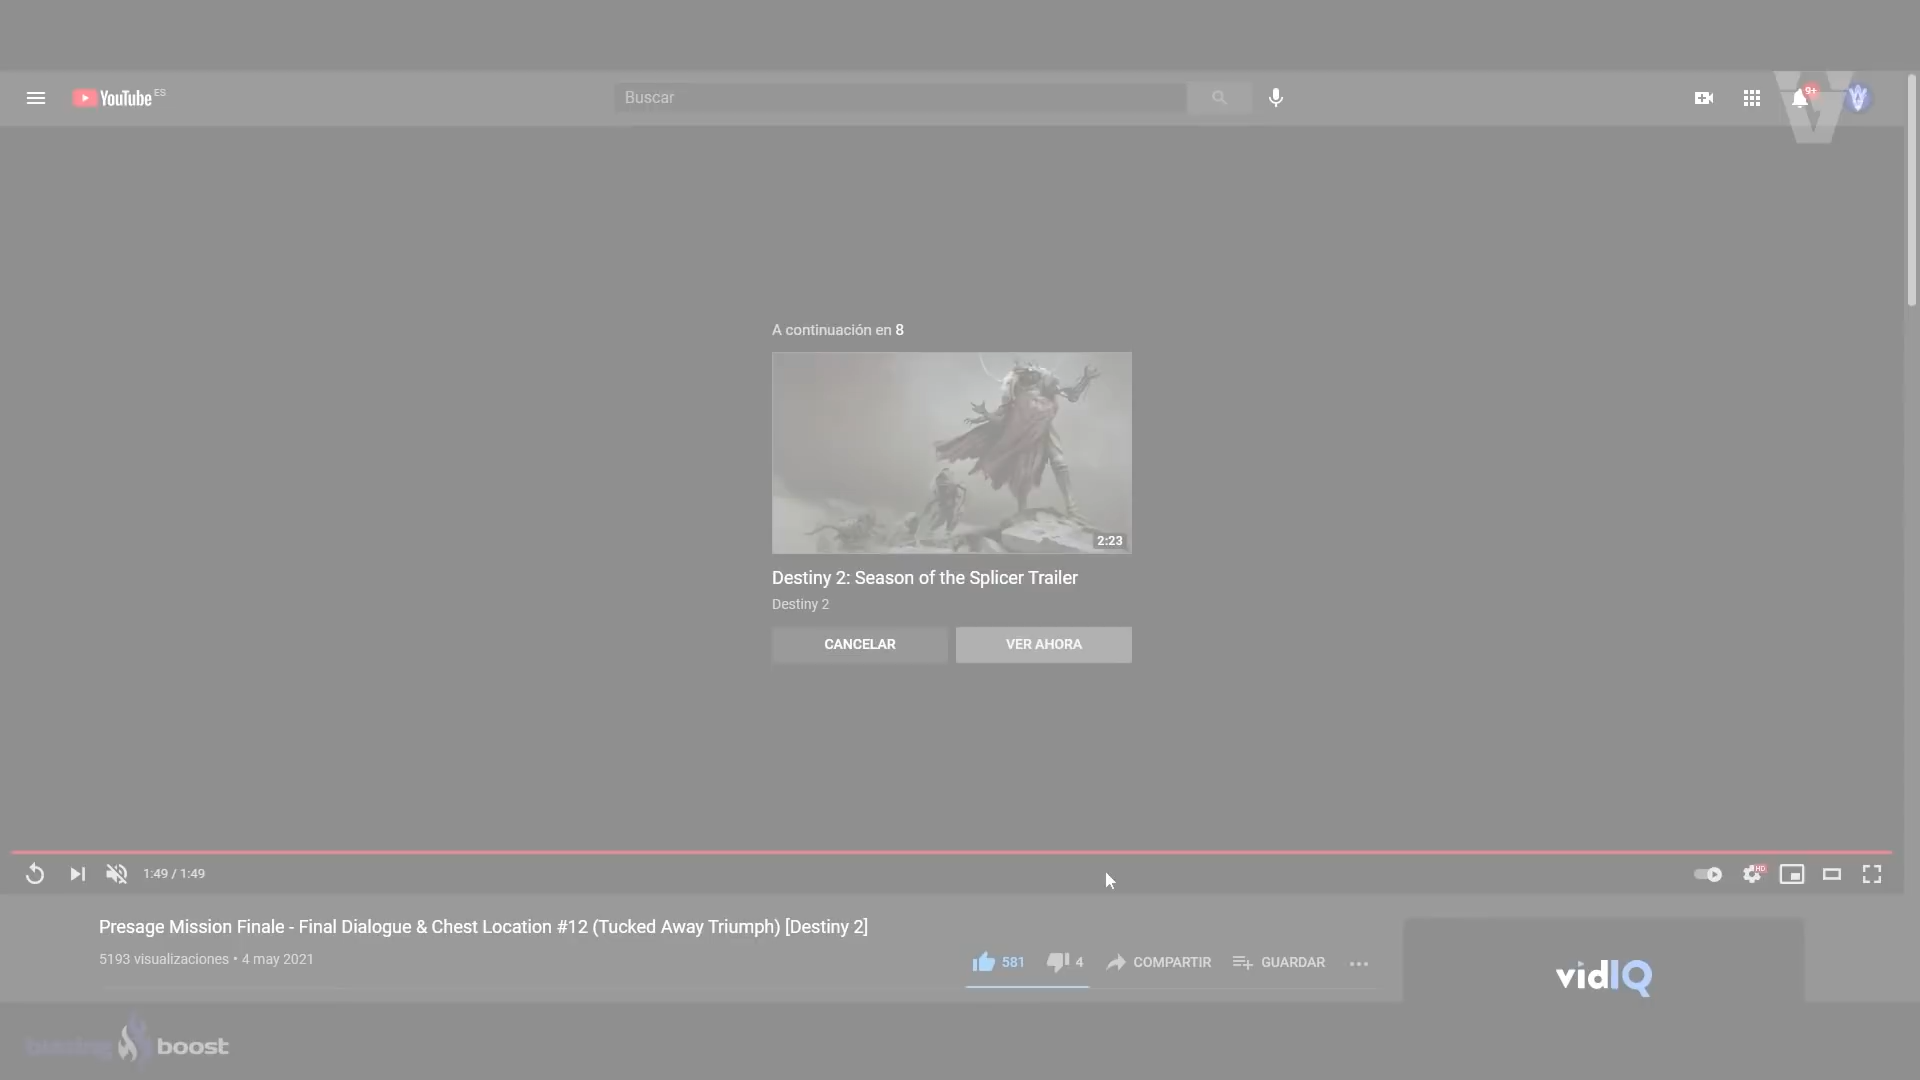 YouTube ES
Buscar
9+
A continuación en 8
2:23
Destiny 2: Season of the Splicer Trailer
Destiny 2
CANCELAR
VER AHORA
1:49 / 1:49
HD
Presage Mission Finale - Final Dialogue & Chest Location #12 (Tucked Away Triumph) [Destiny 2]
5193 visualizaciones • 4 may 2021
581
4
COMPARTIR
GUARDAR
vidIQ
burning boost